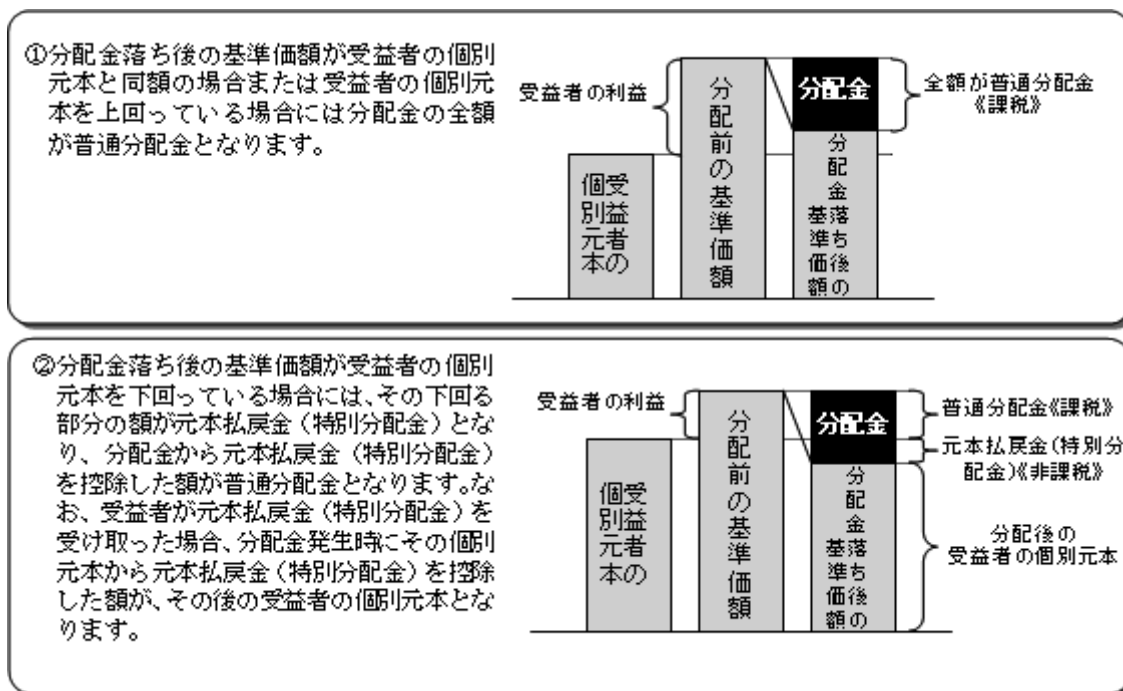 ①分配金落ち後の基準価額が受益者の個別
元本と同額の場合または受益者の個別元
本を上回っている場合には分配金の全額
が普通分配金となります。
受益者の利益
受益者の
個別元本
分配前の基準価額
分配金
分配金落ち後の
基準価額
全額が普通分配金
《課税》
②分配金落ち後の基準価額が受益者の個別
元本を下回っている場合には、その下回る
部分の額が元本払戻金（特別分配金）とな
り、分配金から元本払戻金（特別分配金）
を控除した額が普通分配金となります。な
お、受益者が元本払戻金（特別分配金）を
受け取った場合、分配金発生時にその個別
元本から元本払戻金（特別分配金）を控除
した額が、その後の受益者の個別元本とな
ります。
受益者の利益
受益者の
個別元本
分配前の基準価額
分配金
分配金落ち後の
基準価額
普通分配金《課税》
元本払戻金（特別分
配金）《非課税》
分配後の
受益者の個別元本